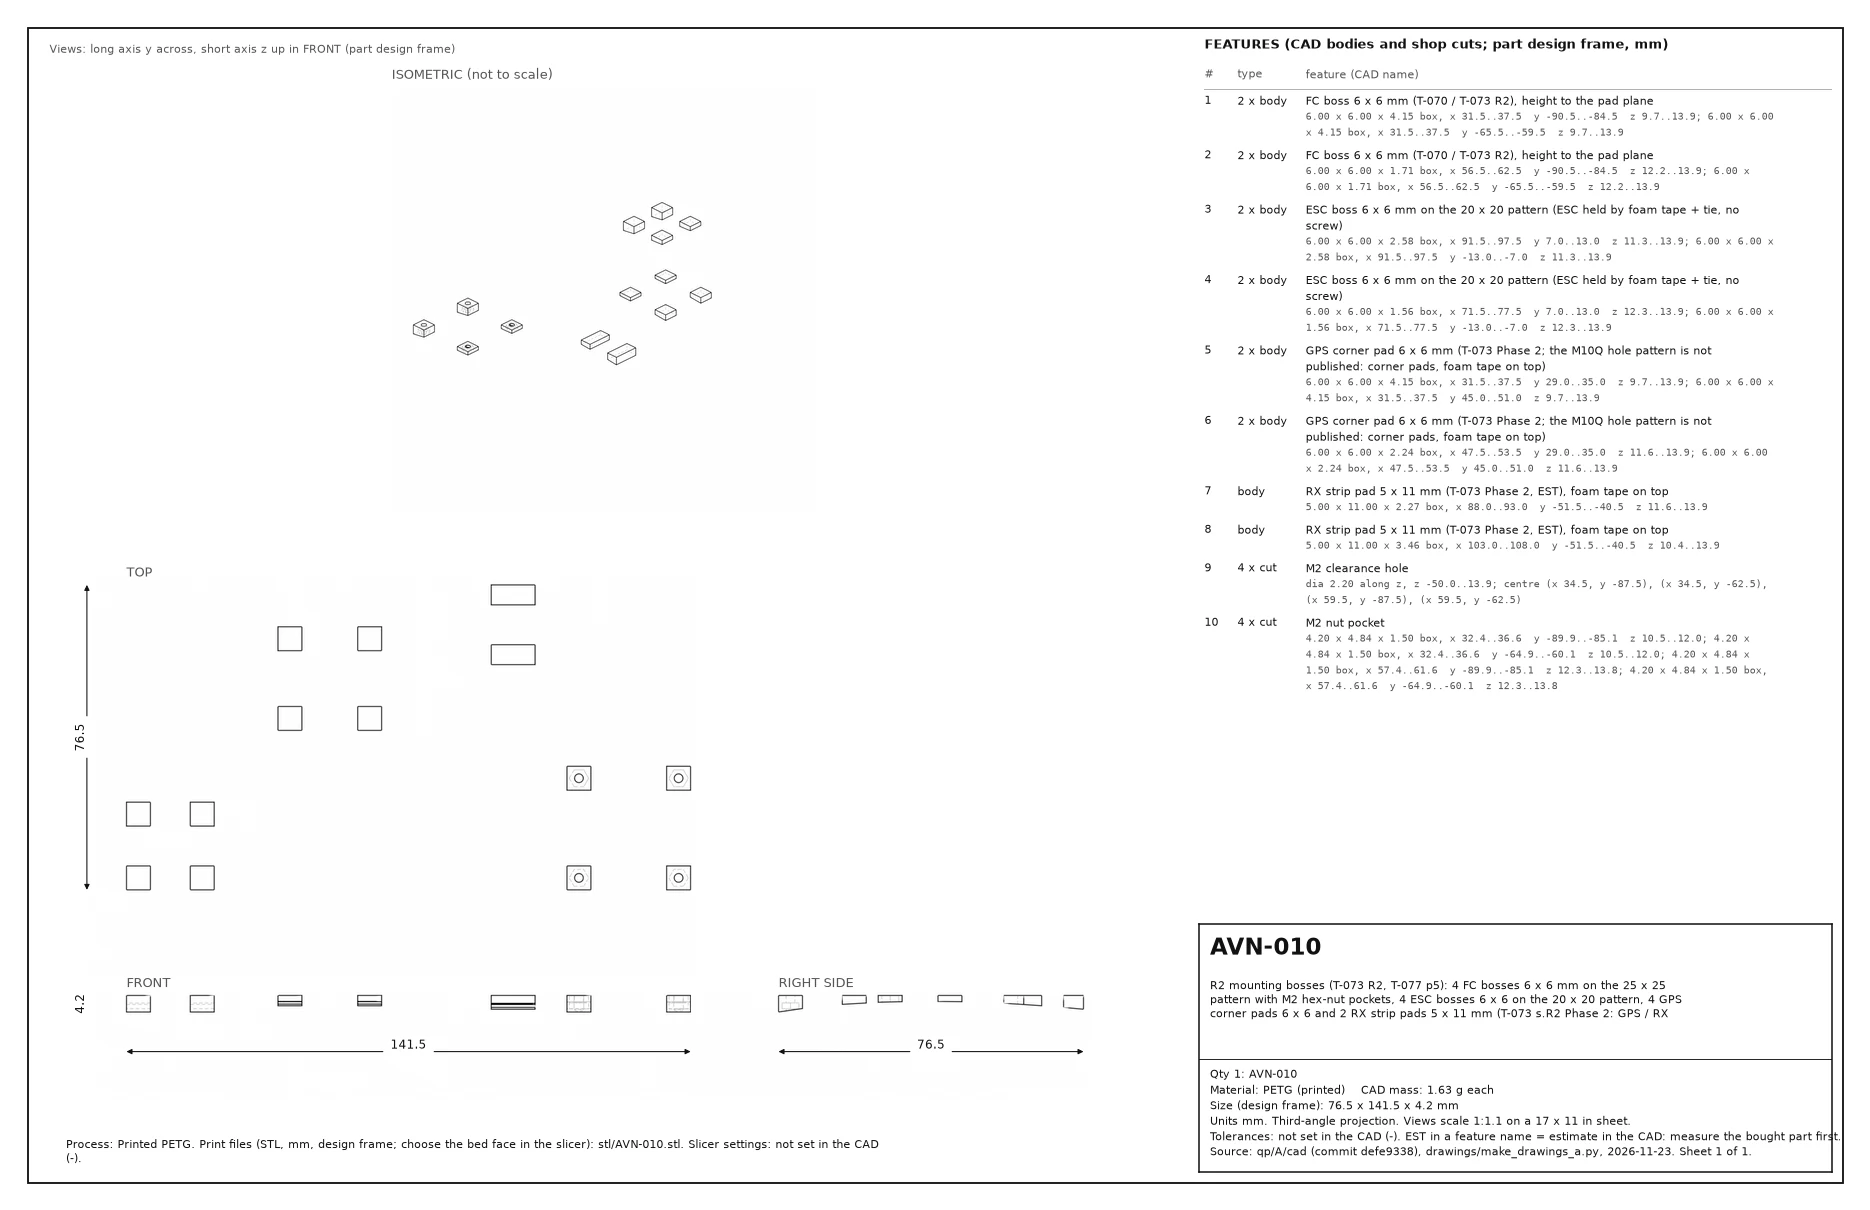 Views: long axis y across, short axis z up in FRONT (part design frame)
ISOMETRIC (not to scale)
TOP
76.5
FRONT
4.2
141.5
RIGHT SIDE
76.5
Process: Printed PETG. Print files (STL, mm, design frame; choose the bed face in the slicer): stl/AVN-010.stl. Slicer settings: not set in the CAD
(-).
FEATURES (CAD bodies and shop cuts; part design frame, mm)
# type feature (CAD name)
1 2 x body FC boss 6 x 6 mm (T-070 / T-073 R2), height to the pad plane
6.00 x 6.00 x 4.15 box, x 31.5..37.5 y -90.5..-84.5 z 9.7..13.9; 6.00 x 6.00
x 4.15 box, x 31.5..37.5 y -65.5..-59.5 z 9.7..13.9
2 2 x body FC boss 6 x 6 mm (T-070 / T-073 R2), height to the pad plane
6.00 x 6.00 x 1.71 box, x 56.5..62.5 y -90.5..-84.5 z 12.2..13.9; 6.00 x
6.00 x 1.71 box, x 56.5..62.5 y -65.5..-59.5 z 12.2..13.9
3 2 x body ESC boss 6 x 6 mm on the 20 x 20 pattern (ESC held by foam tape + tie, no
screw)
6.00 x 6.00 x 2.58 box, x 91.5..97.5 y 7.0..13.0 z 11.3..13.9; 6.00 x 6.00 x
2.58 box, x 91.5..97.5 y -13.0..-7.0 z 11.3..13.9
4 2 x body ESC boss 6 x 6 mm on the 20 x 20 pattern (ESC held by foam tape + tie, no
screw)
6.00 x 6.00 x 1.56 box, x 71.5..77.5 y 7.0..13.0 z 12.3..13.9; 6.00 x 6.00 x
1.56 box, x 71.5..77.5 y -13.0..-7.0 z 12.3..13.9
5 2 x body GPS corner pad 6 x 6 mm (T-073 Phase 2; the M10Q hole pattern is not
published: corner pads, foam tape on top)
6.00 x 6.00 x 4.15 box, x 31.5..37.5 y 29.0..35.0 z 9.7..13.9; 6.00 x 6.00 x
4.15 box, x 31.5..37.5 y 45.0..51.0 z 9.7..13.9
6 2 x body GPS corner pad 6 x 6 mm (T-073 Phase 2; the M10Q hole pattern is not
published: corner pads, foam tape on top)
6.00 x 6.00 x 2.24 box, x 47.5..53.5 y 29.0..35.0 z 11.6..13.9; 6.00 x 6.00
x 2.24 box, x 47.5..53.5 y 45.0..51.0 z 11.6..13.9
7 body RX strip pad 5 x 11 mm (T-073 Phase 2, EST), foam tape on top
5.00 x 11.00 x 2.27 box, x 88.0..93.0 y -51.5..-40.5 z 11.6..13.9
8 body RX strip pad 5 x 11 mm (T-073 Phase 2, EST), foam tape on top
5.00 x 11.00 x 3.46 box, x 103.0..108.0 y -51.5..-40.5 z 10.4..13.9
9 4 x cut M2 clearance hole
dia 2.20 along z, z -50.0..13.9; centre (x 34.5, y -87.5), (x 34.5, y -62.5),
(x 59.5, y -87.5), (x 59.5, y -62.5)
10 4 x cut M2 nut pocket
4.20 x 4.84 x 1.50 box, x 32.4..36.6 y -89.9..-85.1 z 10.5..12.0; 4.20 x
4.84 x 1.50 box, x 32.4..36.6 y -64.9..-60.1 z 10.5..12.0; 4.20 x 4.84 x
1.50 box, x 57.4..61.6 y -89.9..-85.1 z 12.3..13.8; 4.20 x 4.84 x 1.50 box,
x 57.4..61.6 y -64.9..-60.1 z 12.3..13.8
AVN-010
R2 mounting bosses (T-073 R2, T-077 p5): 4 FC bosses 6 x 6 mm on the 25 x 25
pattern with M2 hex-nut pockets, 4 ESC bosses 6 x 6 on the 20 x 20 pattern, 4 GPS
corner pads 6 x 6 and 2 RX strip pads 5 x 11 mm (T-073 s.R2 Phase 2: GPS / RX
Qty 1: AVN-010
Material: PETG (printed) CAD mass: 1.63 g each
Size (design frame): 76.5 x 141.5 x 4.2 mm
Units mm. Third-angle projection. Views scale 1:1.1 on a 17 x 11 in sheet.
Tolerances: not set in the CAD (-). EST in a feature name = estimate in the CAD: measure the bought part first.
Source: qp/A/cad (commit defe9338), drawings/make_drawings_a.py, 2026-11-23. Sheet 1 of 1.